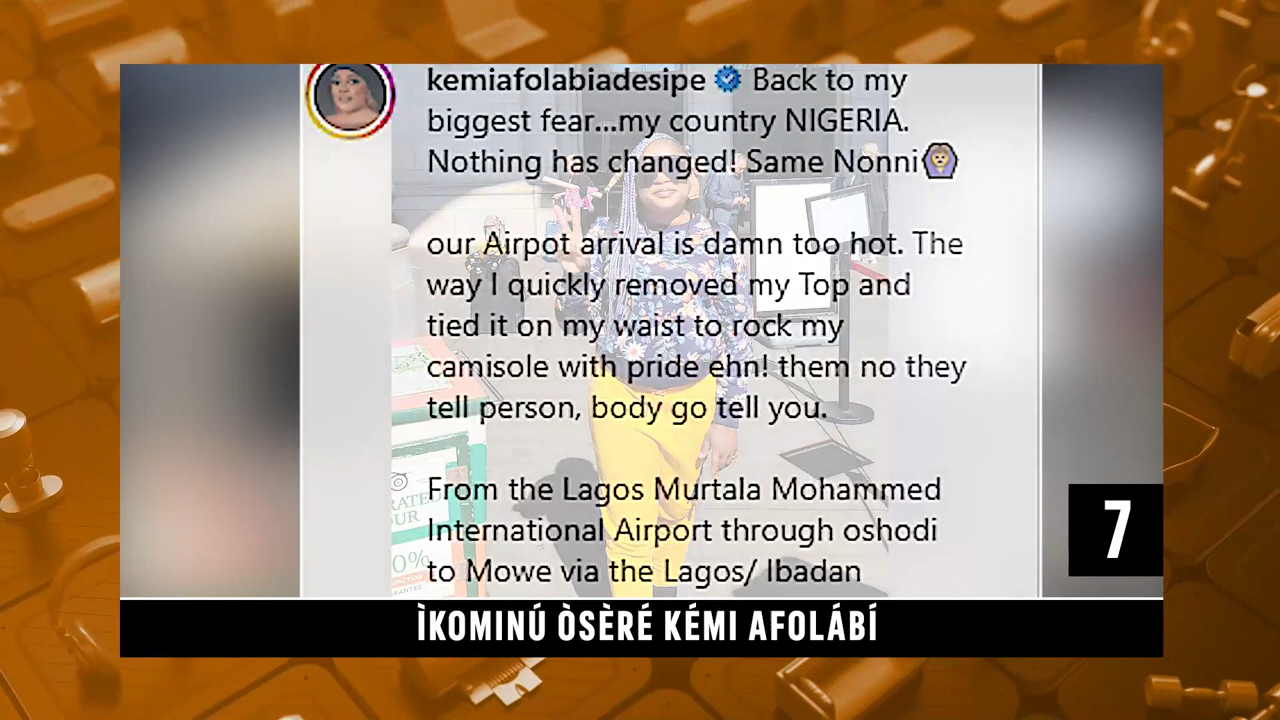 kemiafolabiadesipe Back to my
biggest fear...my country NIGERIA.
Nothing has changed! Same Nonni🙆🏼‍♀️
our Airpot arrival is damn too hot. The
way I quickly removed my Top and
tied it on my waist to rock my
camisole with pride ehn! them no they
tell person, body go tell you.
From the Lagos Murtala Mohammed
International Airport through oshodi
to Mowe via the Lagos/ Ibadan
7
ÌKOMINÚ ÒSÈRÉ KÉMI AFOLÁBÍ